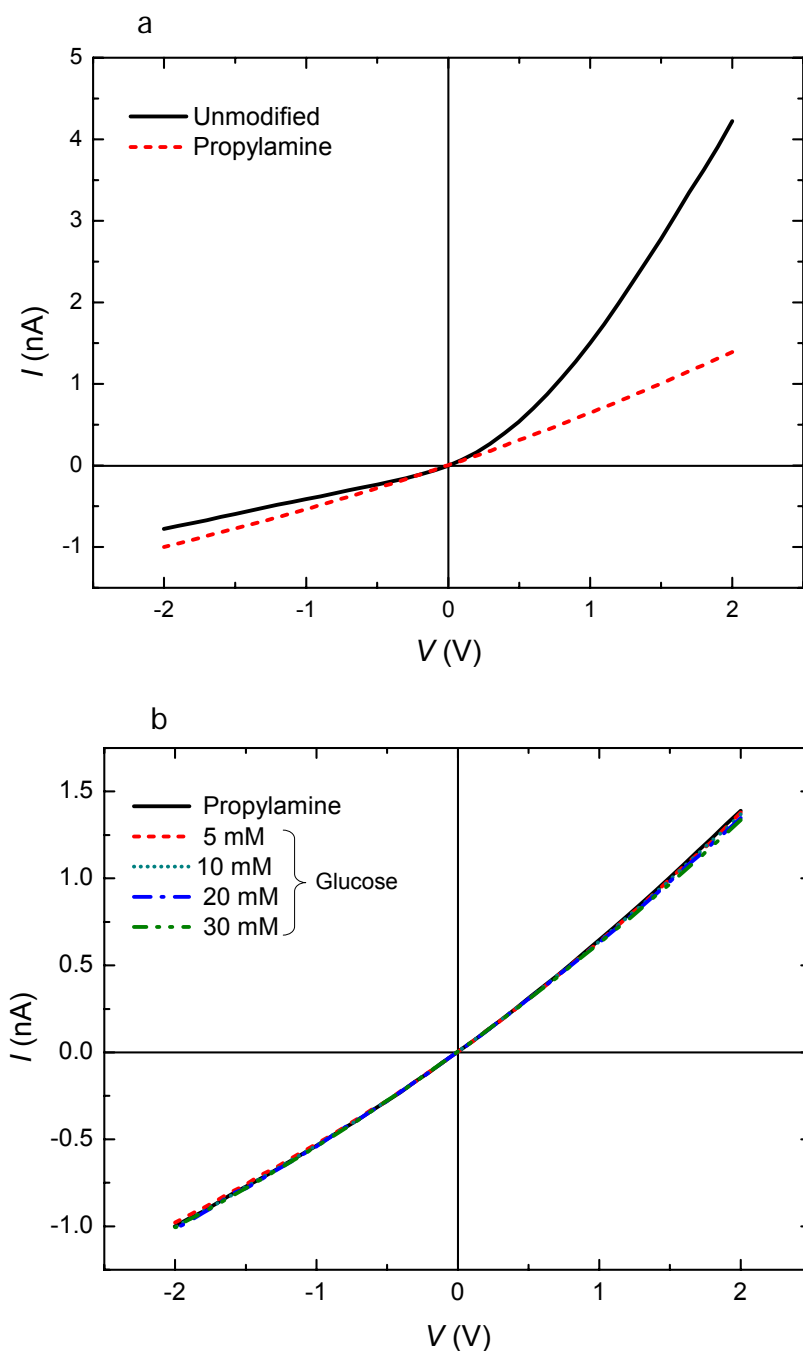 a
5
Unmodified
Propylamine
4
3
I (nA)
2
1
0
-1
-2 -1 0 1 2
V (V)
b
1.5
Propylamine
5 mM
10 mM
Glucose
20 mM
30 mM
1.0
0.5
I (nA)
0.0
-0.5
-1.0
-2 -1 0 1 2
V (V)